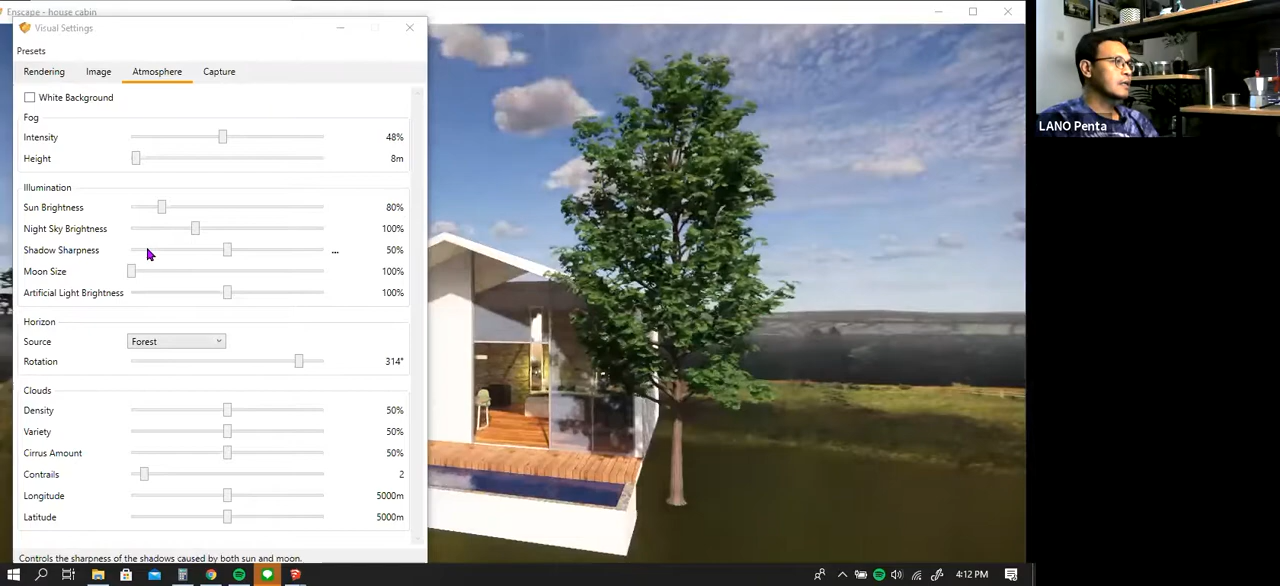 Enscape - house cabin
Visual Settings
Presets
Rendering Image Atmosphere Capture
White Background
Fog
Intensity 48%
Height 8m
Illumination
Sun Brightness 80%
Night Sky Brightness 100%
Shadow Sharpness ... 50%
Moon Size 100%
Artificial Light Brightness 100%
Horizon
Source Forest
Rotation 314°
Clouds
Density 50%
Variety 50%
Cirrus Amount 50%
Contrails 2
Longitude 5000m
Latitude 5000m
Controls the sharpness of the shadows caused by both sun and moon.
LANO Penta
4:12 PM